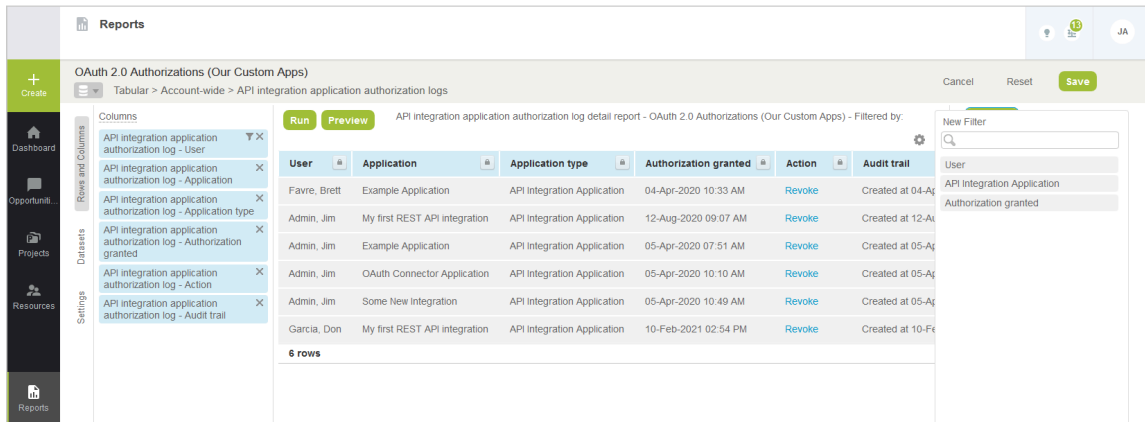 Reports
13
JA
Create
Dashboard
Opportuniti...
Projects
Resources
Reports
OAuth 2.0 Authorizations (Our Custom Apps)
Tabular > Account-wide > API integration application authorization logs
Cancel Reset Save
Rows and Columns
Datasets
Settings
Columns
API integration application
authorization log - User
API integration application
authorization log - Application
API integration application
authorization log - Application type
API integration application
authorization log - Authorization
granted
API integration application
authorization log - Action
API integration application
authorization log - Audit trail
Run Preview API integration application authorization log detail report - OAuth 2.0 Authorizations (Our Custom Apps) - Filtered by:
User Application Application type Authorization granted Action Audit trail
Favre, Brett Example Application API Integration Application 04-Apr-2020 10:33 AM Revoke Created at 04-Ap
Admin, Jim My first REST API integration API Integration Application 12-Aug-2020 09:07 AM Revoke Created at 12-Au
Admin, Jim Example Application API Integration Application 05-Apr-2020 07:51 AM Revoke Created at 05-Ap
Admin, Jim OAuth Connector Application API Integration Application 05-Apr-2020 10:10 AM Revoke Created at 05-Ap
Admin, Jim Some New Integration API Integration Application 05-Apr-2020 10:49 AM Revoke Created at 05-Ap
Garcia, Don My first REST API integration API Integration Application 10-Feb-2021 02:54 PM Revoke Created at 10-Fe
6 rows
New Filter
User
API Integration Application
Authorization granted